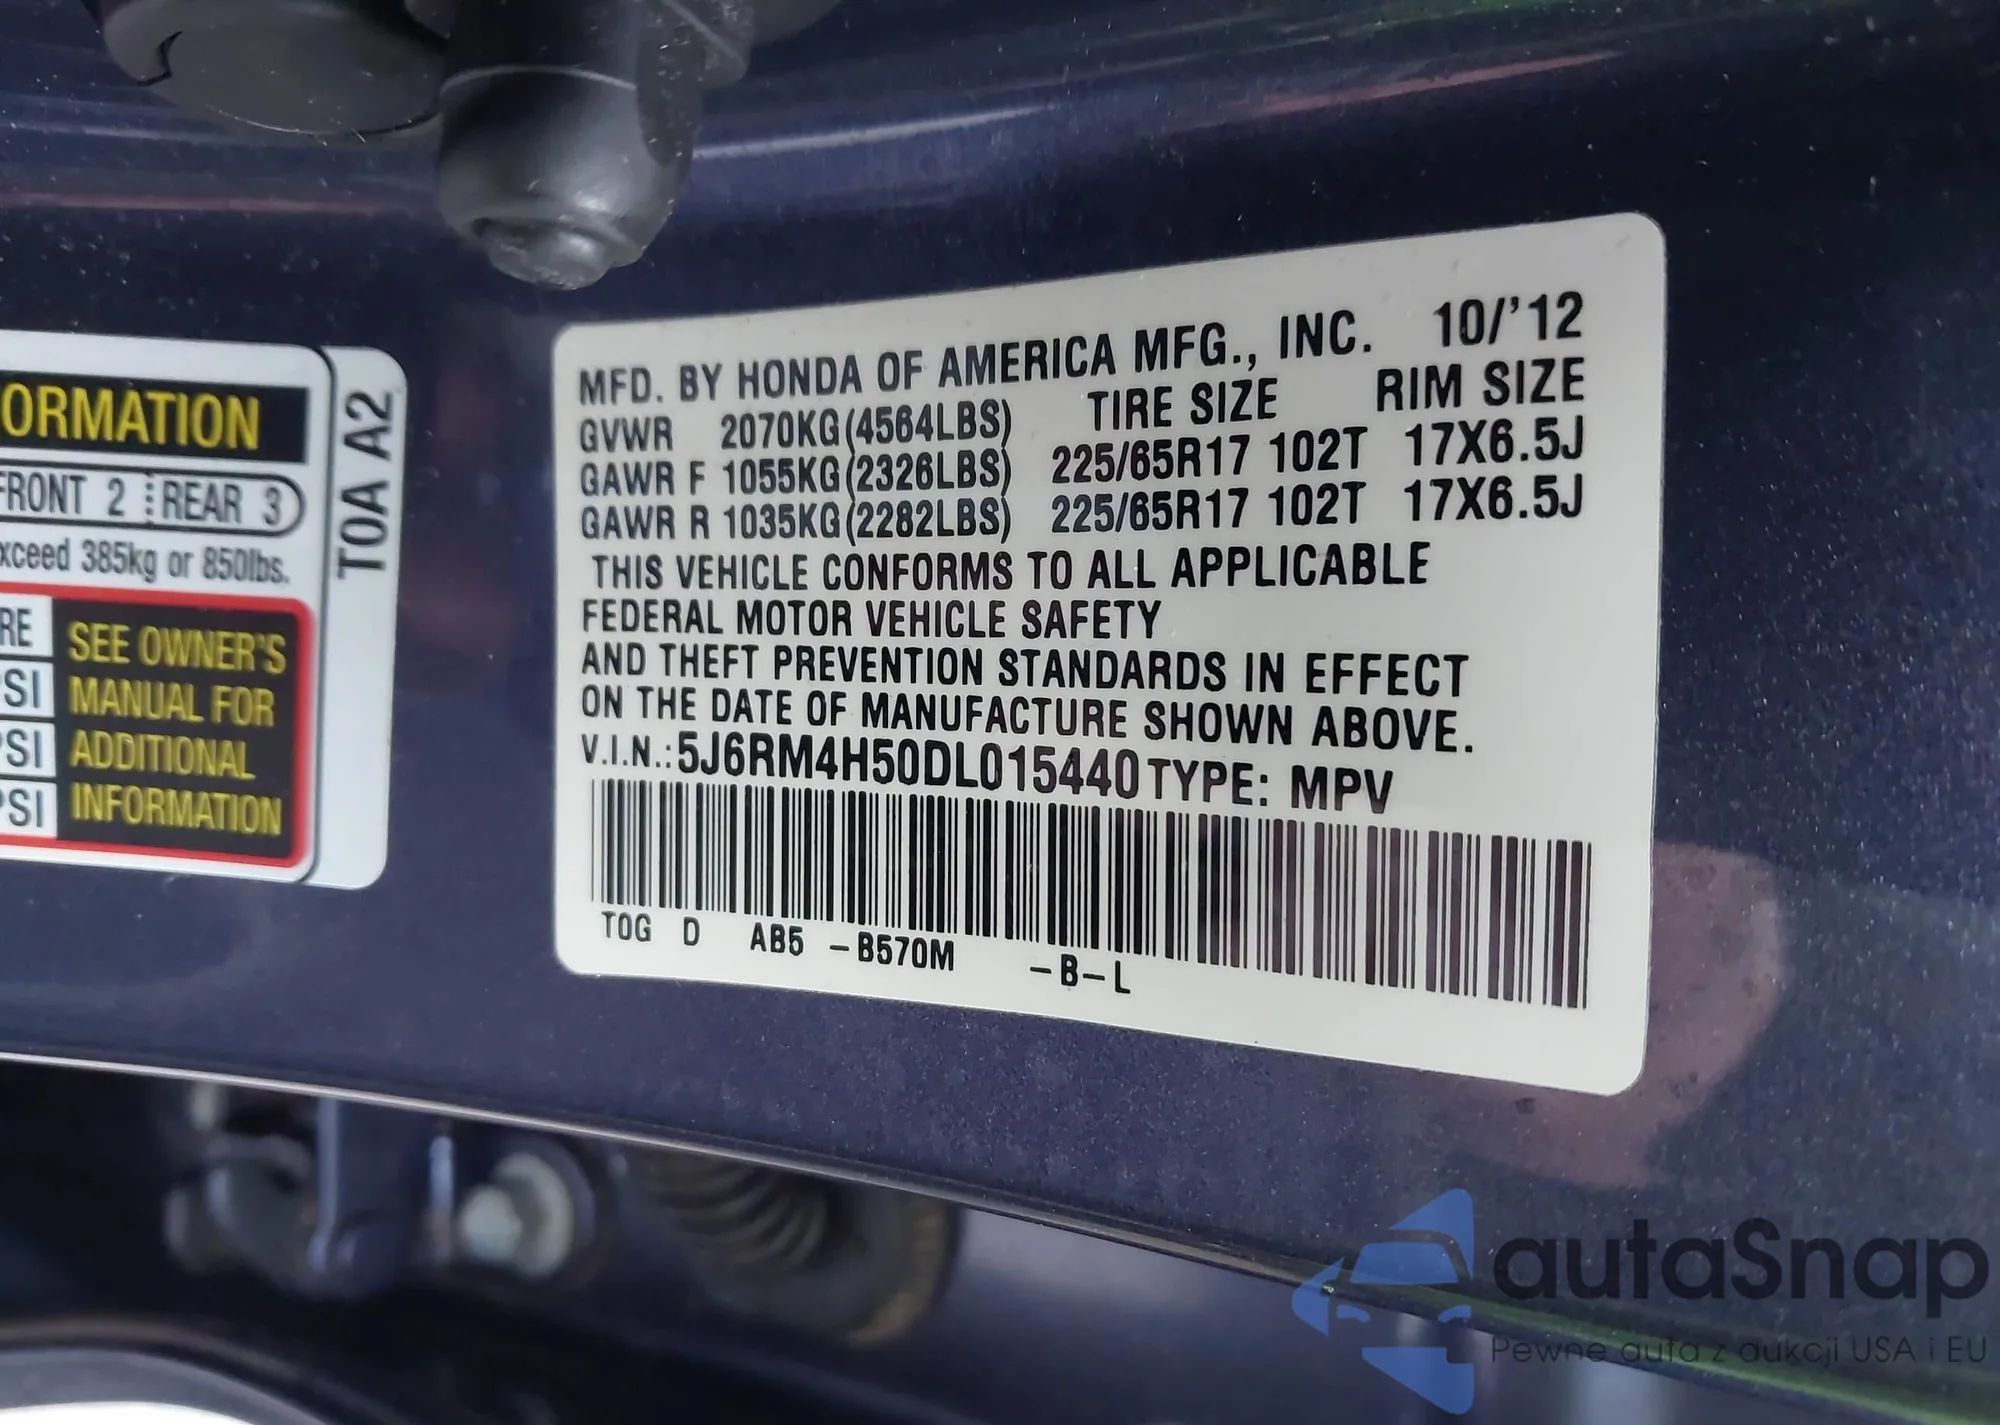 ORMATION
FRONT 2 REAR 3
xceed 385kg or 850lbs.
RE
PSI
PSI
PSI
SEE OWNER'S
MANUAL FOR
ADDITIONAL
INFORMATION
T0A A2
MFD. BY HONDA OF AMERICA MFG., INC. 10/'12
GVWR 2070KG(4564LBS) TIRE SIZE RIM SIZE
GAWR F 1055KG(2326LBS) 225/65R17 102T 17X6.5J
GAWR R 1035KG(2282LBS) 225/65R17 102T 17X6.5J
THIS VEHICLE CONFORMS TO ALL APPLICABLE
FEDERAL MOTOR VEHICLE SAFETY
AND THEFT PREVENTION STANDARDS IN EFFECT
ON THE DATE OF MANUFACTURE SHOWN ABOVE.
V.I.N.:5J6RM4H50DL015440 TYPE: MPV
T0G D AB5 -B570M -B-L
autaSnap
Pewne auta z aukcji USA i EU